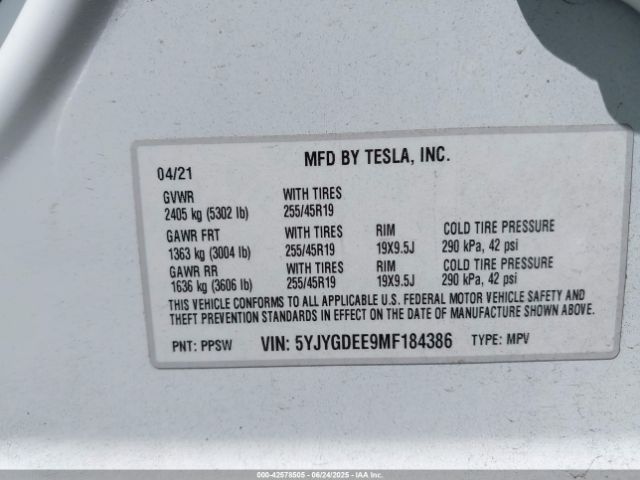 MFD BY TESLA, INC.
04/21
GVWR WITH TIRES
2405 kg (5302 lb) 255/45R19
GAWR FRT WITH TIRES RIM COLD TIRE PRESSURE
1363 kg (3004 lb) 255/45R19 19X9.5J 290 kPa, 42 psi
GAWR RR WITH TIRES RIM COLD TIRE PRESSURE
1636 kg (3606 lb) 255/45R19 19X9.5J 290 kPa, 42 psi
THIS VEHICLE CONFORMS TO ALL APPLICABLE U.S. FEDERAL MOTOR VEHICLE SAFETY AND
THEFT PREVENTION STANDARDS IN EFFECT ON THE DATE OF MANUFACTURE SHOWN ABOVE.
PNT: PPSW VIN: 5YJYGDEE9MF184386 TYPE: MPV
000-42578505 - 06/24/2025 - IAAI.COM